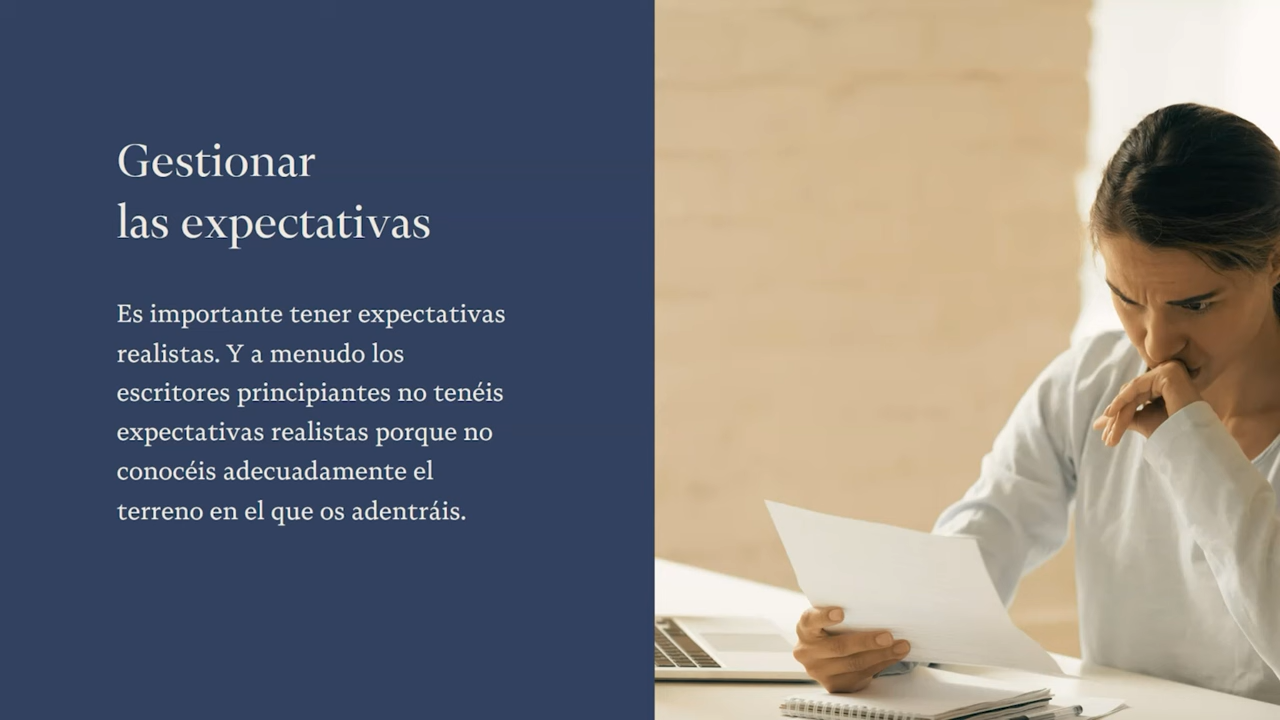 Gestionar
las expectativas
Es importante tener expectativas
realistas. Y a menudo los
escritores principiantes no tenéis
expectativas realistas porque no
conocéis adecuadamente el
terreno en el que os adentráis.